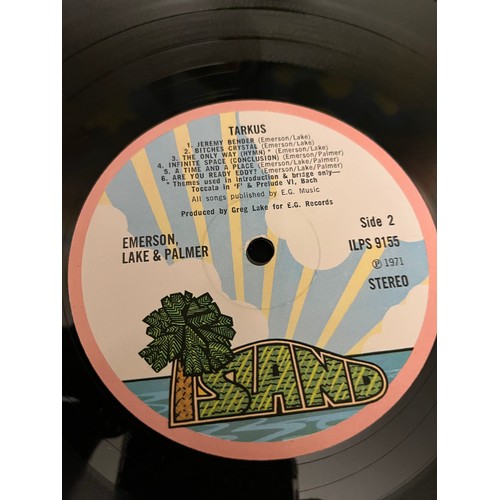 TARKUS
1. JEREMY BENDER (Emerson/Lake)
2. BITCHES CRYSTAL (Emerson/Lake)
3. THE ONLY WAY (HYMN) * (Emerson/Lake)
4. INFINITE SPACE (CONCLUSION) (Emerson/Palmer)
5. A TIME AND A PLACE (Emerson/Lake/Palmer)
6. ARE YOU READY EDDY? (Emerson/Lake/Palmer)
* Themes used in introduction & bridge only—
Toccata in 'F' & Prelude VI, Bach
All songs published by E.G. Music
Produced by Greg Lake for E.G. Records
EMERSON,
LAKE & PALMER
Side 2
ILPS 9155
℗ 1971
STEREO
ISLAND